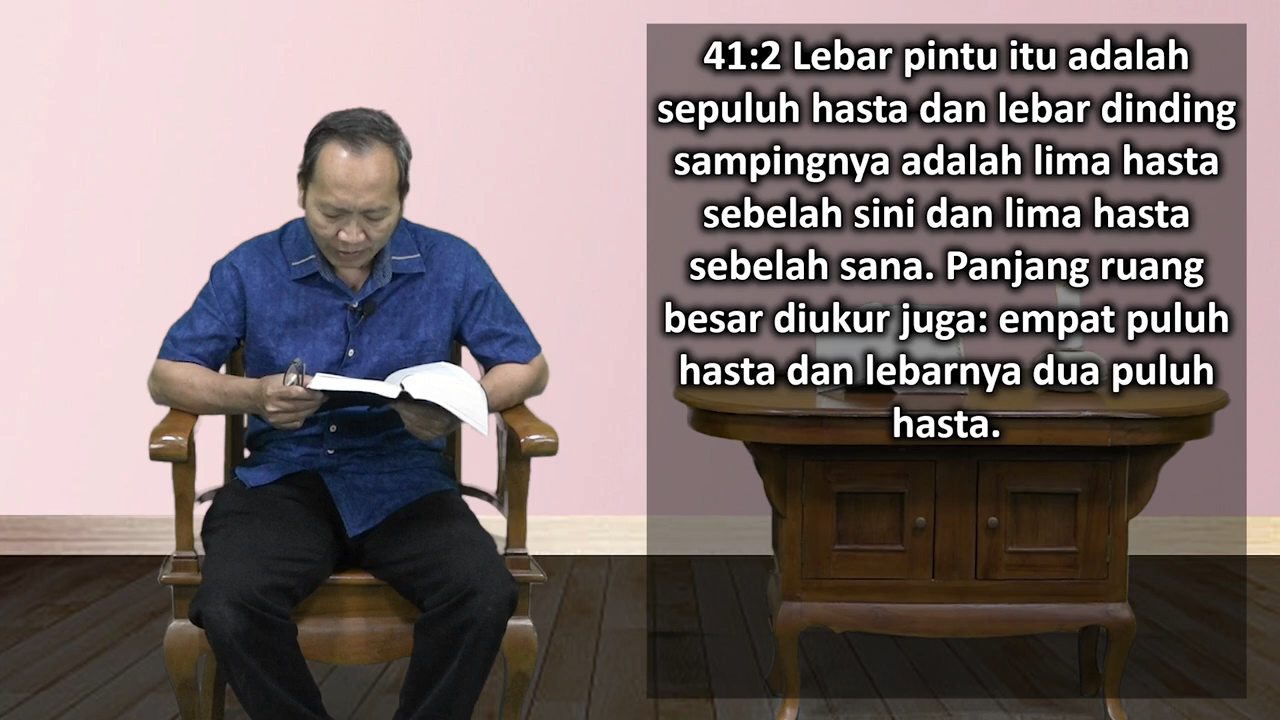 41:2 Lebar pintu itu adalah
sepuluh hasta dan lebar dinding
sampingnya adalah lima hasta
sebelah sini dan lima hasta
sebelah sana. Panjang ruang
besar diukur juga: empat puluh
hasta dan lebarnya dua puluh
hasta.